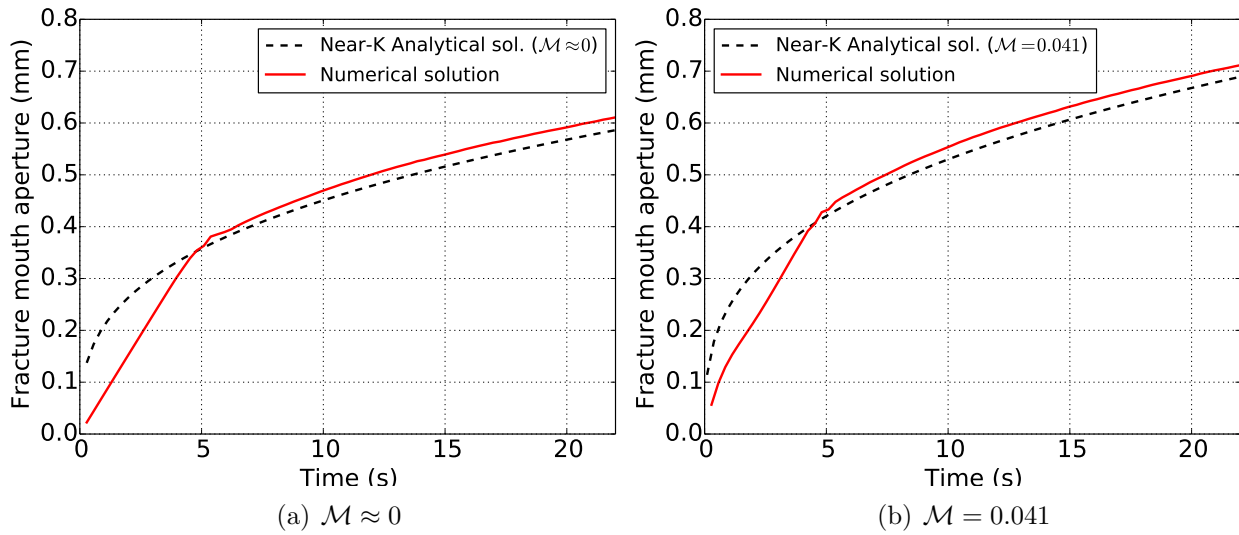 0.8
0.7
0.6
0.5
0.4
0.3
0.2
0.1
0.0
Fracture mouth aperture (mm)
Near-K Analytical sol. (ℳ≈0)
Numerical solution
0 5 10 15 20
Time (s)
(a) ℳ ≈ 0
0.8
0.7
0.6
0.5
0.4
0.3
0.2
0.1
0.0
Fracture mouth aperture (mm)
Near-K Analytical sol. (ℳ=0.041)
Numerical solution
0 5 10 15 20
Time (s)
(b) ℳ = 0.041